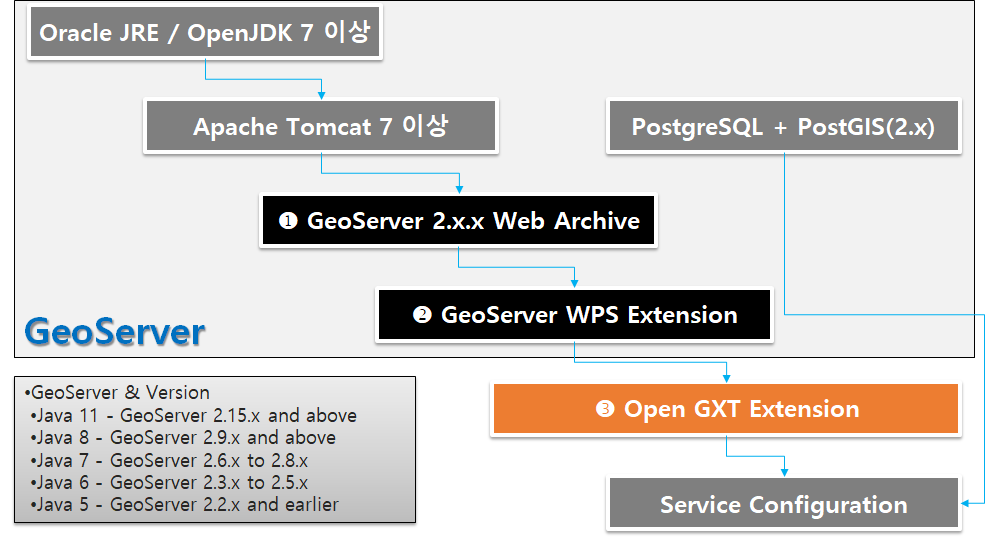 Oracle JRE / OpenJDK 7 이상
Apache Tomcat 7 이상
PostgreSQL + PostGIS(2.x)
❶ GeoServer 2.x.x Web Archive
❷ GeoServer WPS Extension
GeoServer
❸ Open GXT Extension
Service Configuration
•GeoServer & Version
•Java 11 - GeoServer 2.15.x and above
•Java 8 - GeoServer 2.9.x and above
•Java 7 - GeoServer 2.6.x to 2.8.x
•Java 6 - GeoServer 2.3.x to 2.5.x
•Java 5 - GeoServer 2.2.x and earlier